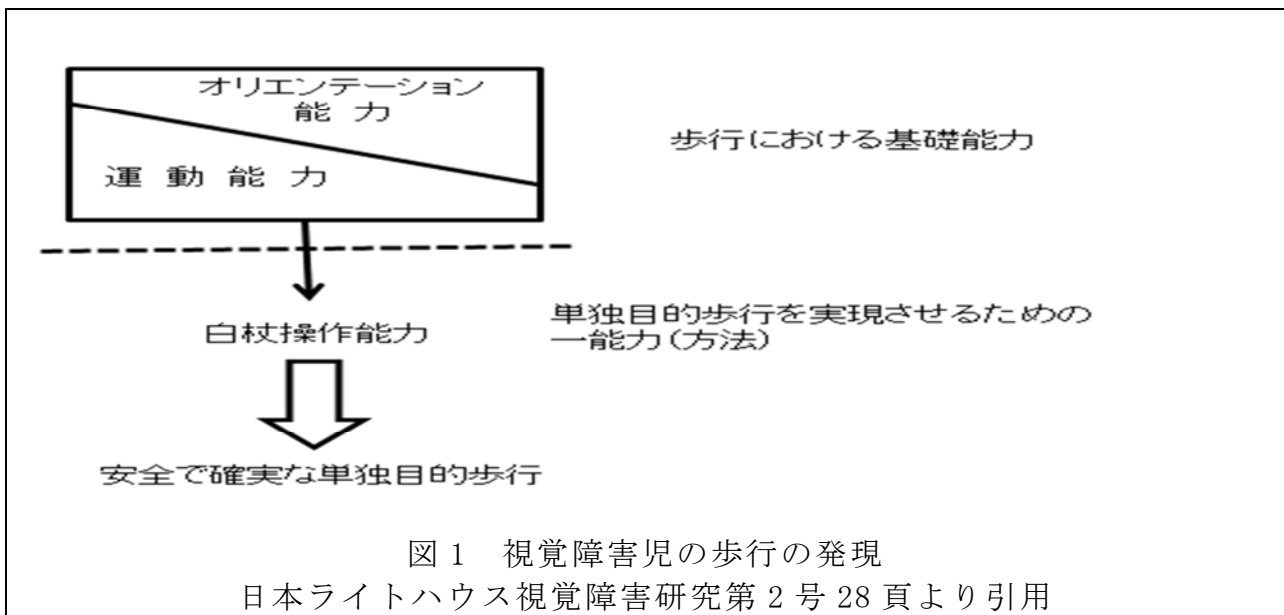 オリエンテーション
能 力
運 動 能 力
歩行における基礎能力
白杖操作能力
単独目的歩行を実現させるための
一能力(方法)
安全で確実な単独目的歩行
図1 視覚障害児の歩行の発現
日本ライトハウス視覚障害研究第2号28頁より引用